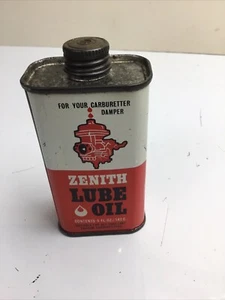 FOR YOUR CARBURETTER
DAMPER
ZENITH
LUBE
OIL